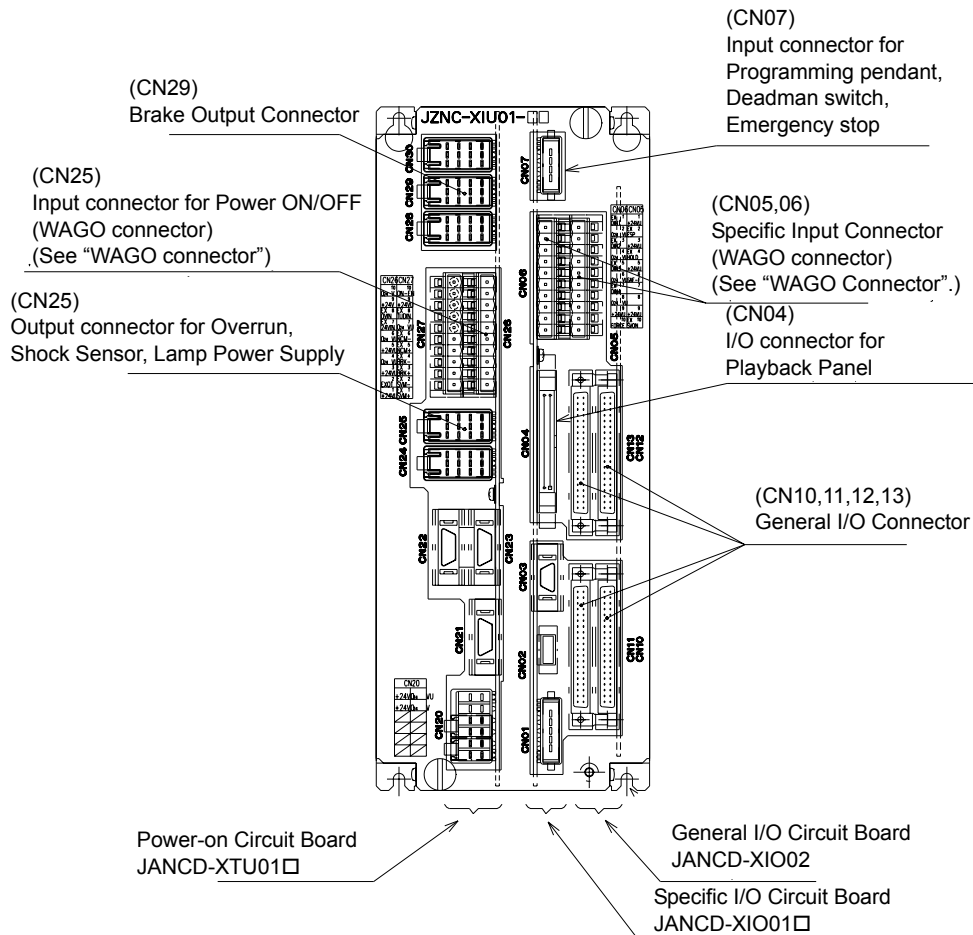 (CN07)
Input connector for
Programming pendant,
Deadman switch,
Emergency stop
(CN29)
Brake Output Connector
(CN25)
Input connector for Power ON/OFF
(WAGO connector)
(See “WAGO connector”)
(CN25)
Output connector for Overrun,
Shock Sensor, Lamp Power Supply
(CN05,06)
Specific Input Connector
(WAGO connector)
(See “WAGO Connector”.)
(CN04)
I/O connector for
Playback Panel
(CN10,11,12,13)
General I/O Connector
JZNC-XIU01-□□
CN30
CN29
CN28
CN07
CN06
CN05
CN27
CN26
CN04
CN25
CN24
CN13
CN12
CN22
CN23
CN03
CN21
CN02
CN11
CN10
CN20
CN01
CN26 CN27
CN06 CN05
CN20
Power-on Circuit Board
JANCD-XTU01□
General I/O Circuit Board
JANCD-XIO02
Specific I/O Circuit Board
JANCD-XIO01□